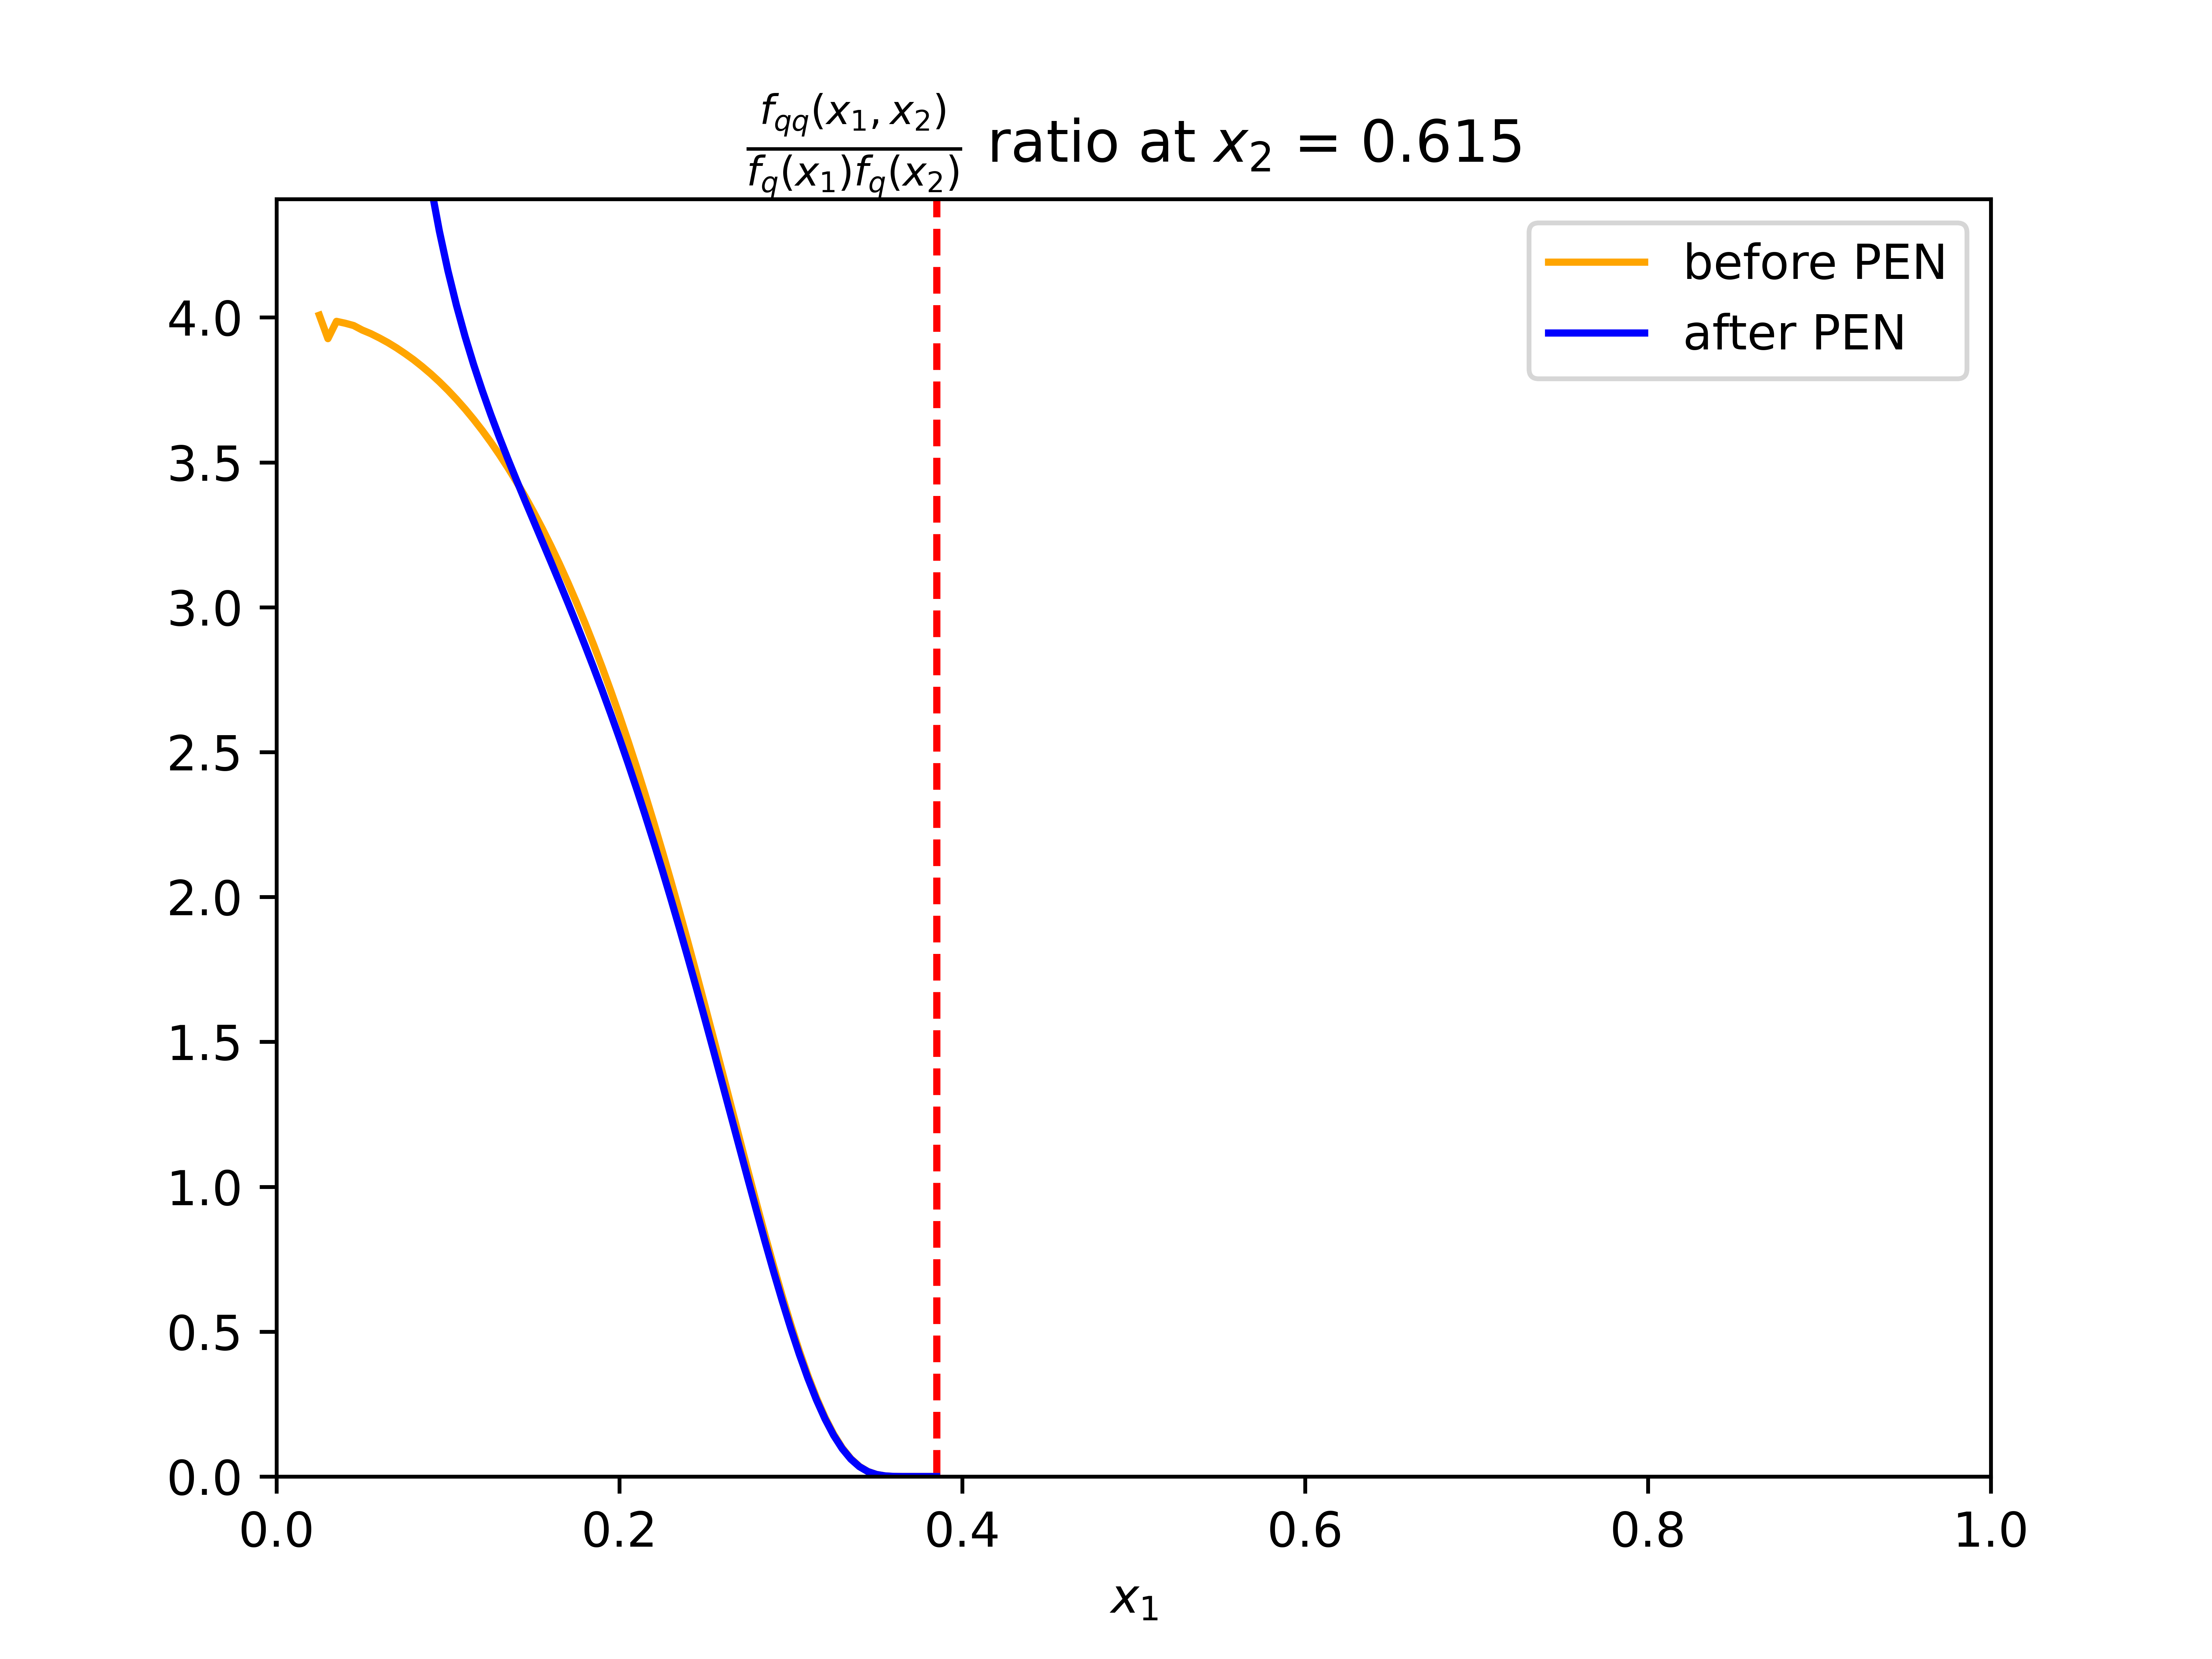 f_{qq}(x_1, x_2)
f_q(x_1)f_q(x_2) ratio at x_2 = 0.615
before PEN
after PEN
4.0
3.5
3.0
2.5
2.0
1.5
1.0
0.5
0.0
0.0 0.2 0.4 0.6 0.8 1.0
x_1